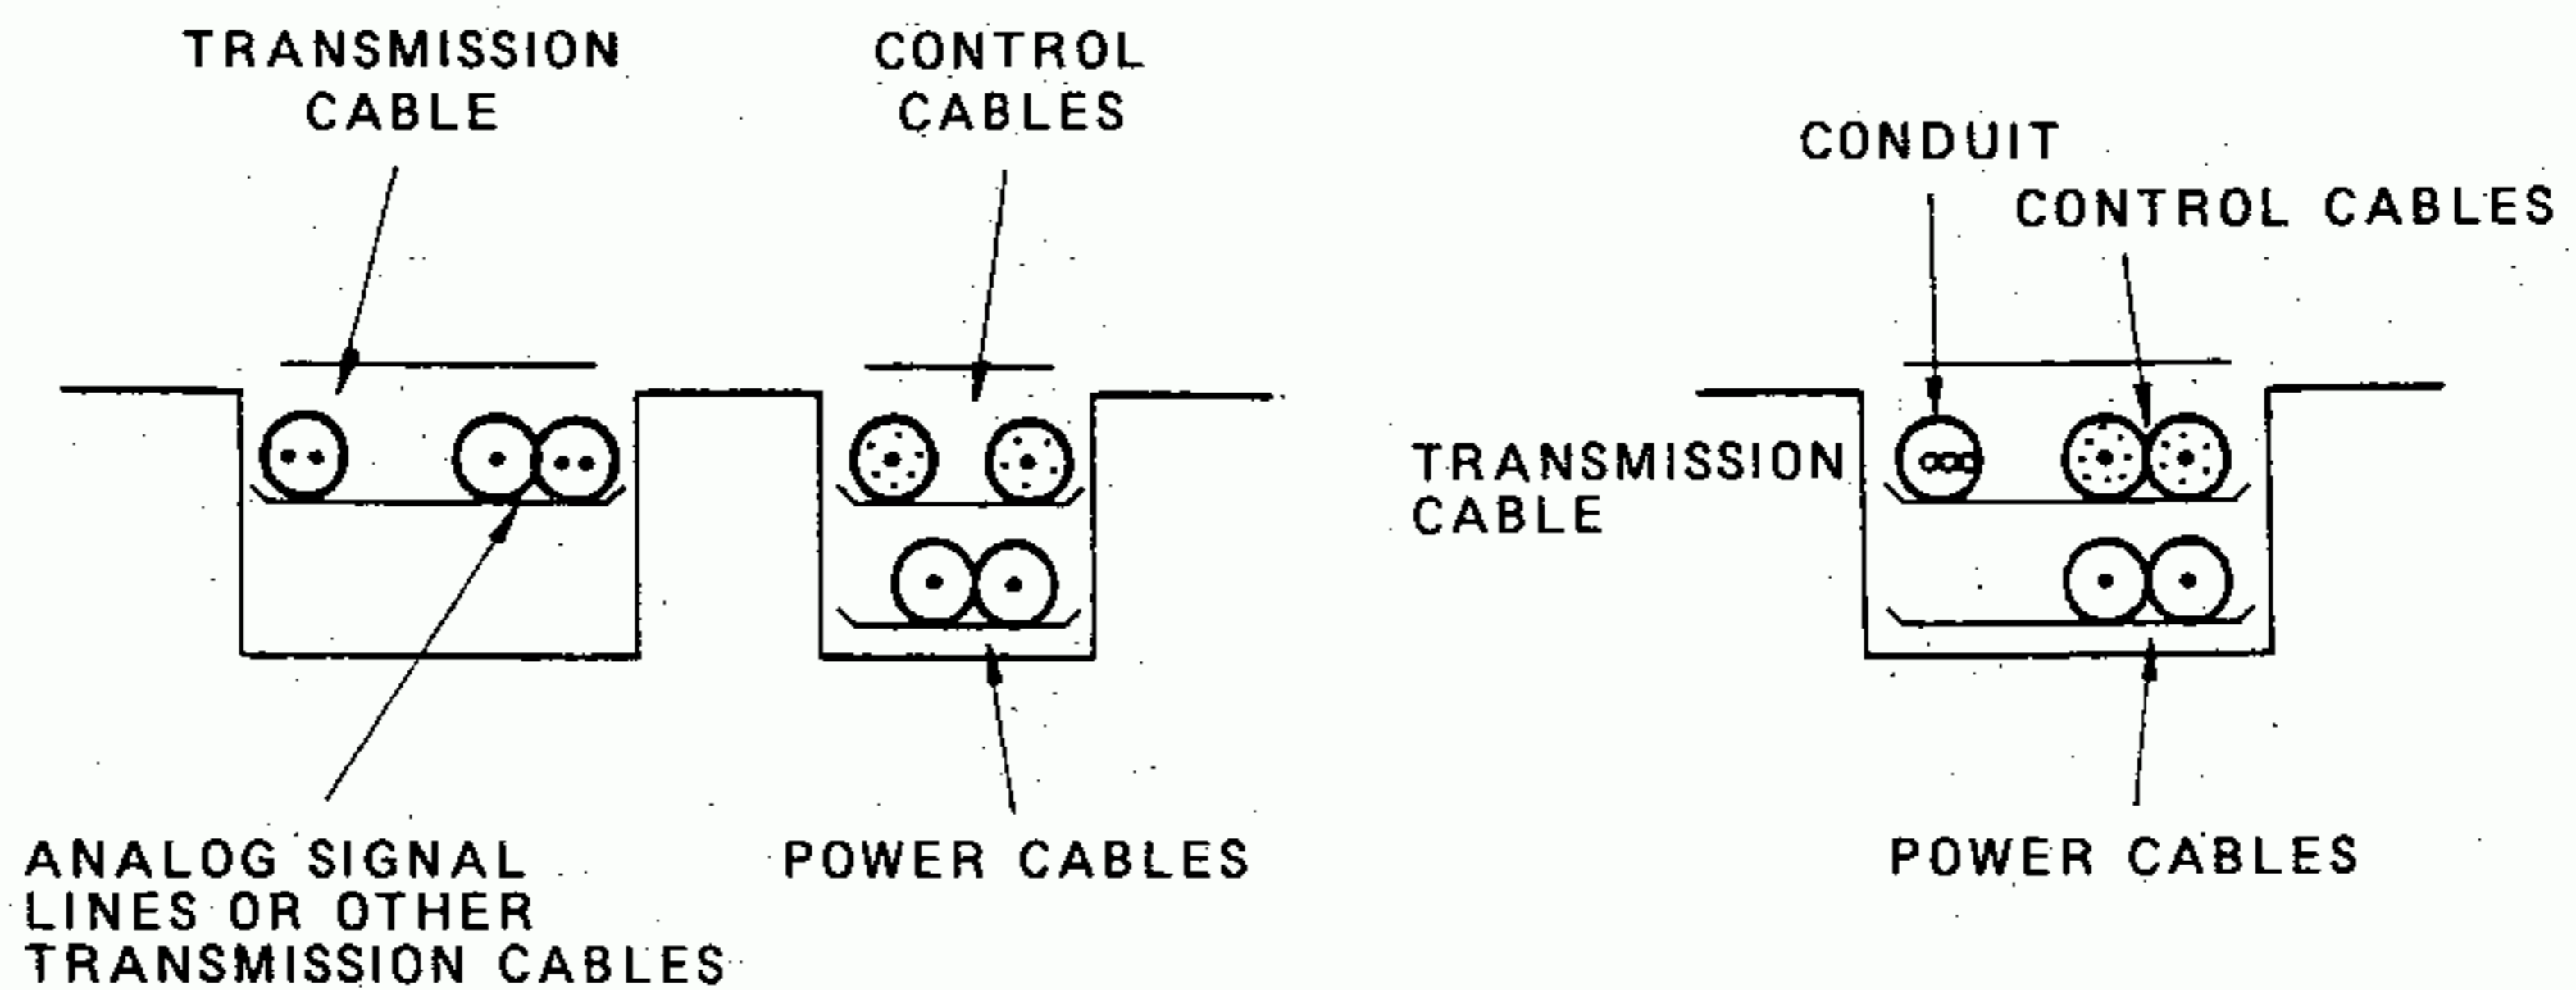 TRANSMISSION
CABLE
CONTROL
CABLES
CONDUIT
CONTROL CABLES
TRANSMISSION
CABLE
ANALOG SIGNAL
LINES OR OTHER
TRANSMISSION CABLES
POWER CABLES
POWER CABLES